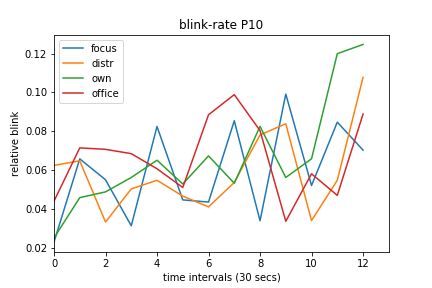 blink-rate P10
focus
distr
own
office
relative blink
0.12
0.10
0.08
0.06
0.04
0.02
0 2 4 6 8 10 12
time intervals (30 secs)